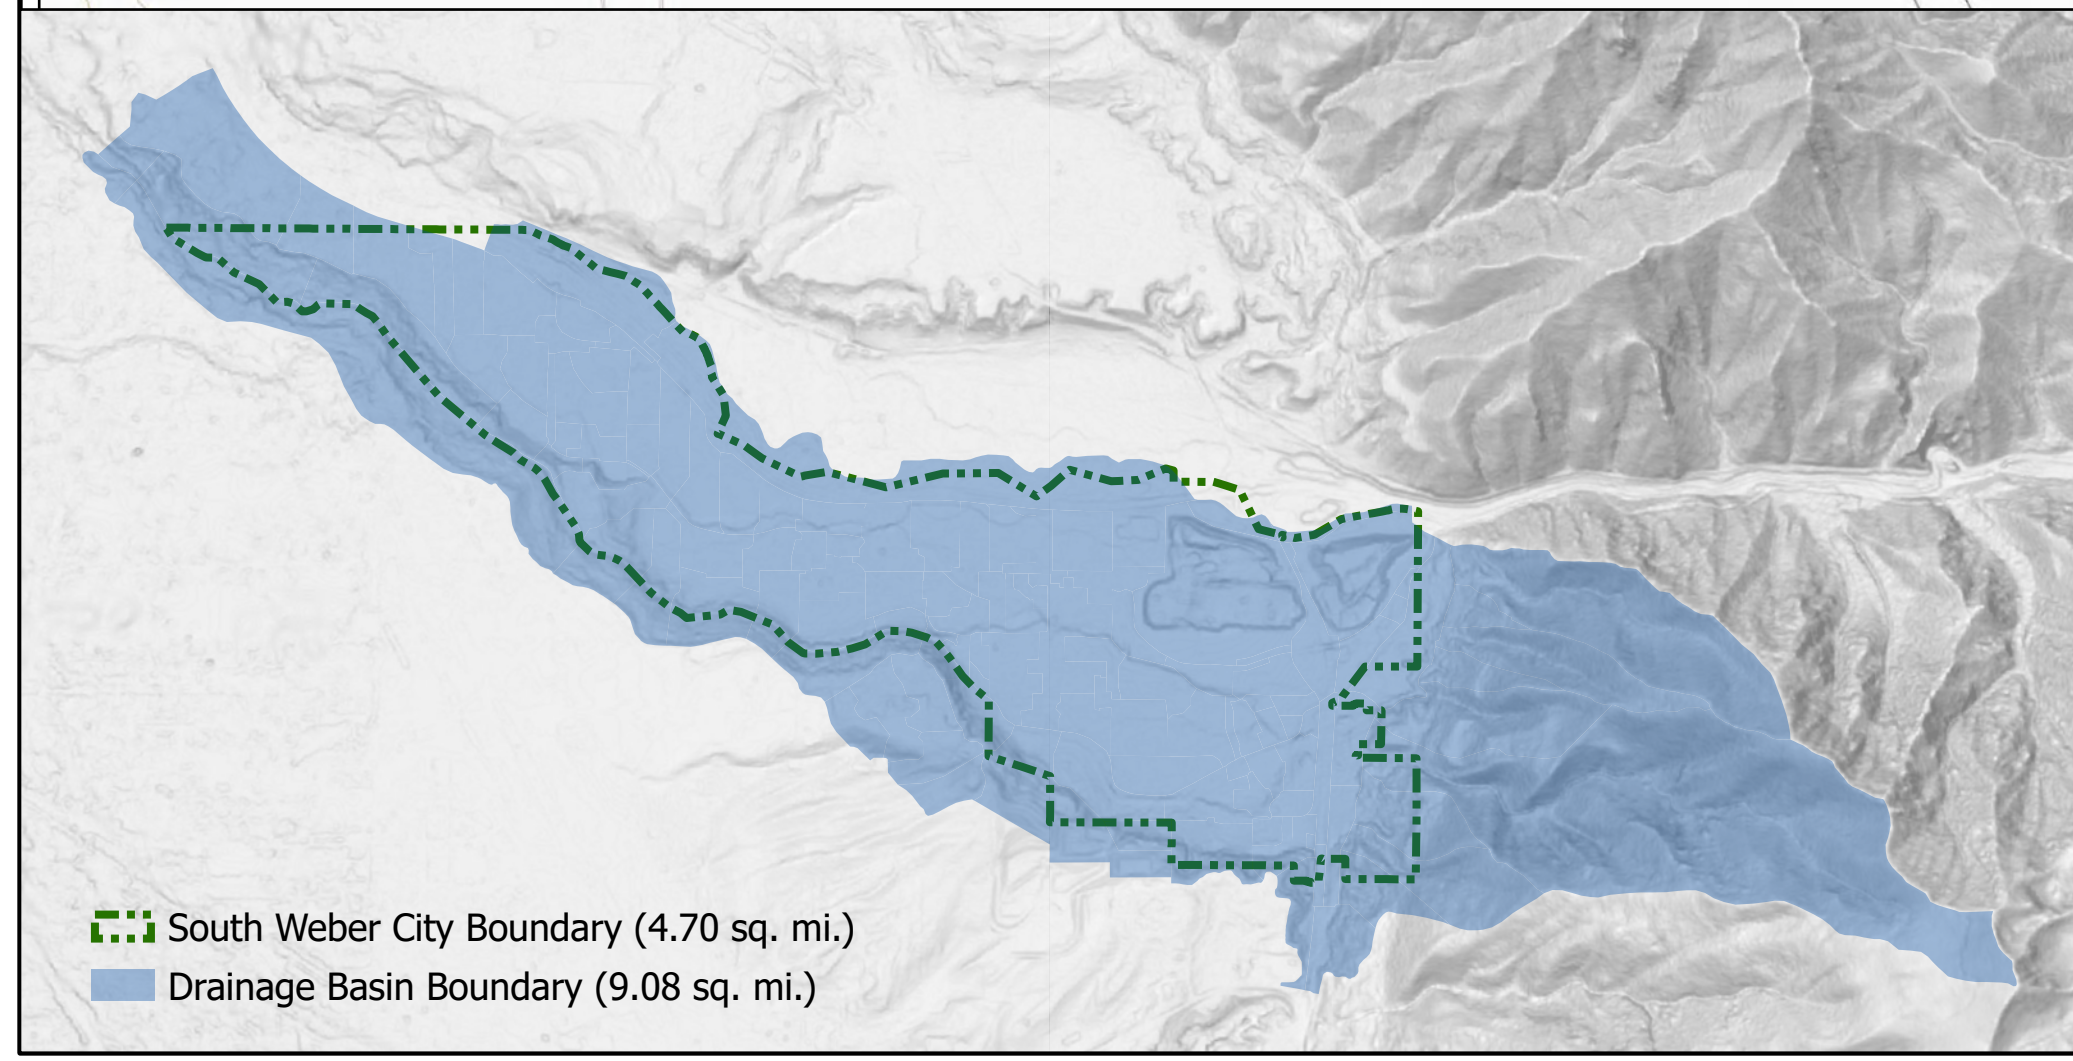 South Weber City Boundary (4.70 sq. mi.)
Drainage Basin Boundary (9.08 sq. mi.)